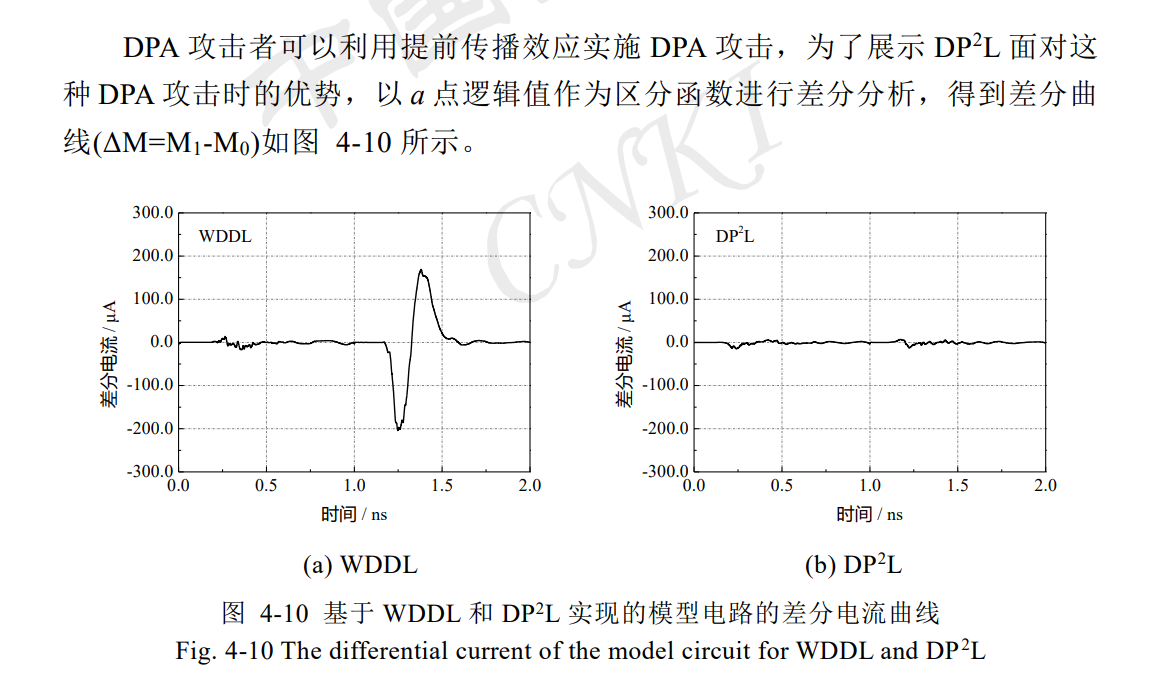 DPA 攻击者可以利用提前传播效应实施 DPA 攻击，为了展示 DP²L 面对这
种 DPA 攻击时的优势，以 a 点逻辑值作为区分函数进行差分分析，得到差分曲
线(ΔM=M₁-M₀)如图 4-10 所示。
中国
CNKI
300.0
200.0
100.0
0.0
-100.0
-200.0
-300.0
差分电流 / μA
WDDL
0.0 0.5 1.0 1.5 2.0
时间 / ns
300.0
200.0
100.0
0.0
-100.0
-200.0
-300.0
差分电流 / μA
DP²L
0.0 0.5 1.0 1.5 2.0
时间 / ns
(a) WDDL
(b) DP²L
图 4-10 基于 WDDL 和 DP²L 实现的模型电路的差分电流曲线
Fig. 4-10 The differential current of the model circuit for WDDL and DP²L